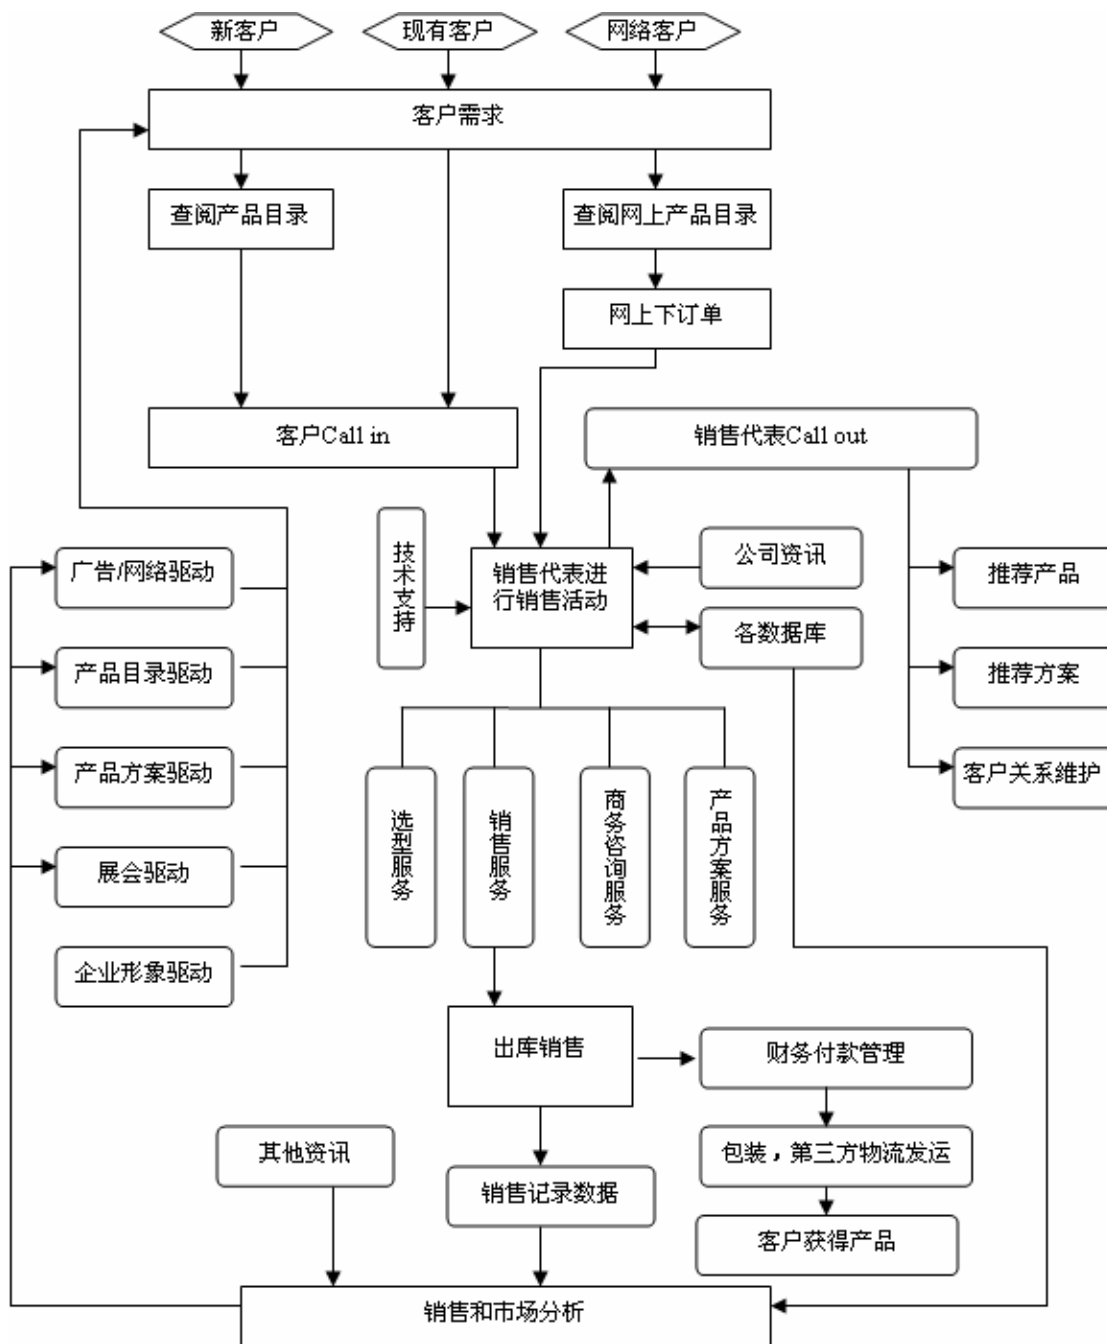 新客户
现有客户
网络客户
客户需求
查阅产品目录
查阅网上产品目录
网上下订单
客户Call in
销售代表Call out
技术支持
销售代表进
行销售活动
公司资讯
各数据库
广告/网络驱动
产品目录驱动
产品方案驱动
展会驱动
企业形象驱动
推荐产品
推荐方案
客户关系维护
选型服务
销售服务
商务咨询服务
产品方案服务
出库销售
财务付款管理
其他资讯
销售记录数据
包装，第三方物流发运
客户获得产品
销售和市场分析